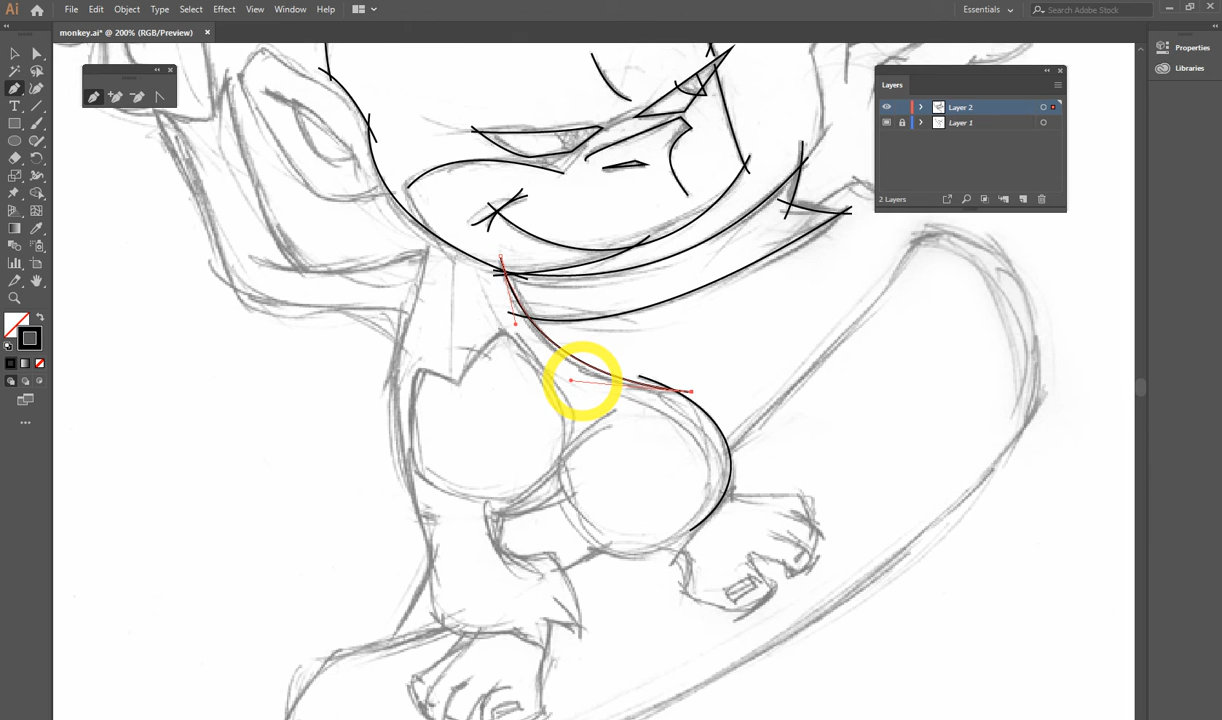 Ai File Edit Object Type Select Effect View Window Help Essentials Search Adobe Stock
monkey.ai* @ 200% (RGB/Preview) ×
Properties
Libraries
Layers
Layer 2
Layer 1
2 Layers